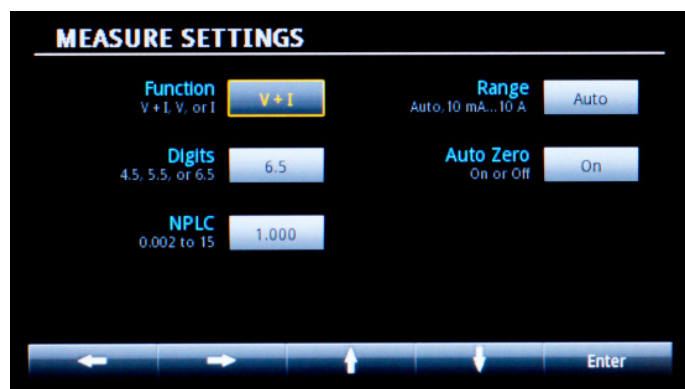 MEASURE SETTINGS
Function
V + I, V, or I
V + I
Range
Auto, 10 mA...10 A
Auto
Digits
4.5, 5.5, or 6.5
6.5
Auto Zero
On or Off
On
NPLC
0.002 to 15
1.000
Enter